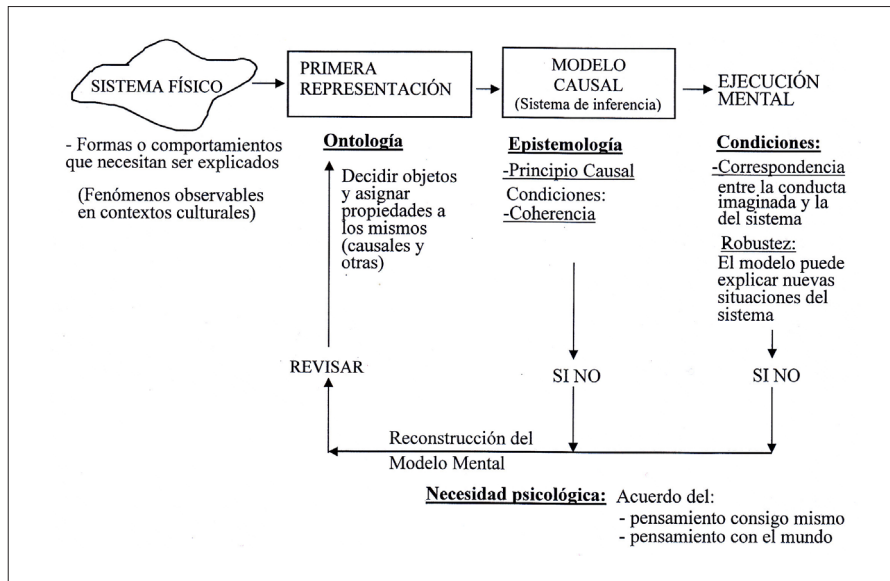 SISTEMA FÍSICO
PRIMERA
REPRESENTACIÓN
MODELO
CAUSAL
(Sistema de inferencia)
EJECUCIÓN
MENTAL
- Formas o comportamientos
que necesitan ser explicados
(Fenómenos observables
en contextos culturales)
Ontología
Decidir objetos
y asignar
propiedades a
los mismos
(causales y
otras)
Epistemología
-Principio Causal
Condiciones:
-Coherencia
Condiciones:
-Correspondencia
entre la conducta
imaginada y la
del sistema
Robustez:
El modelo puede
explicar nuevas
situaciones del
sistema
REVISAR
SI NO
SI NO
Reconstrucción del
Modelo Mental
Necesidad psicológica: Acuerdo del:
- pensamiento consigo mismo
- pensamiento con el mundo